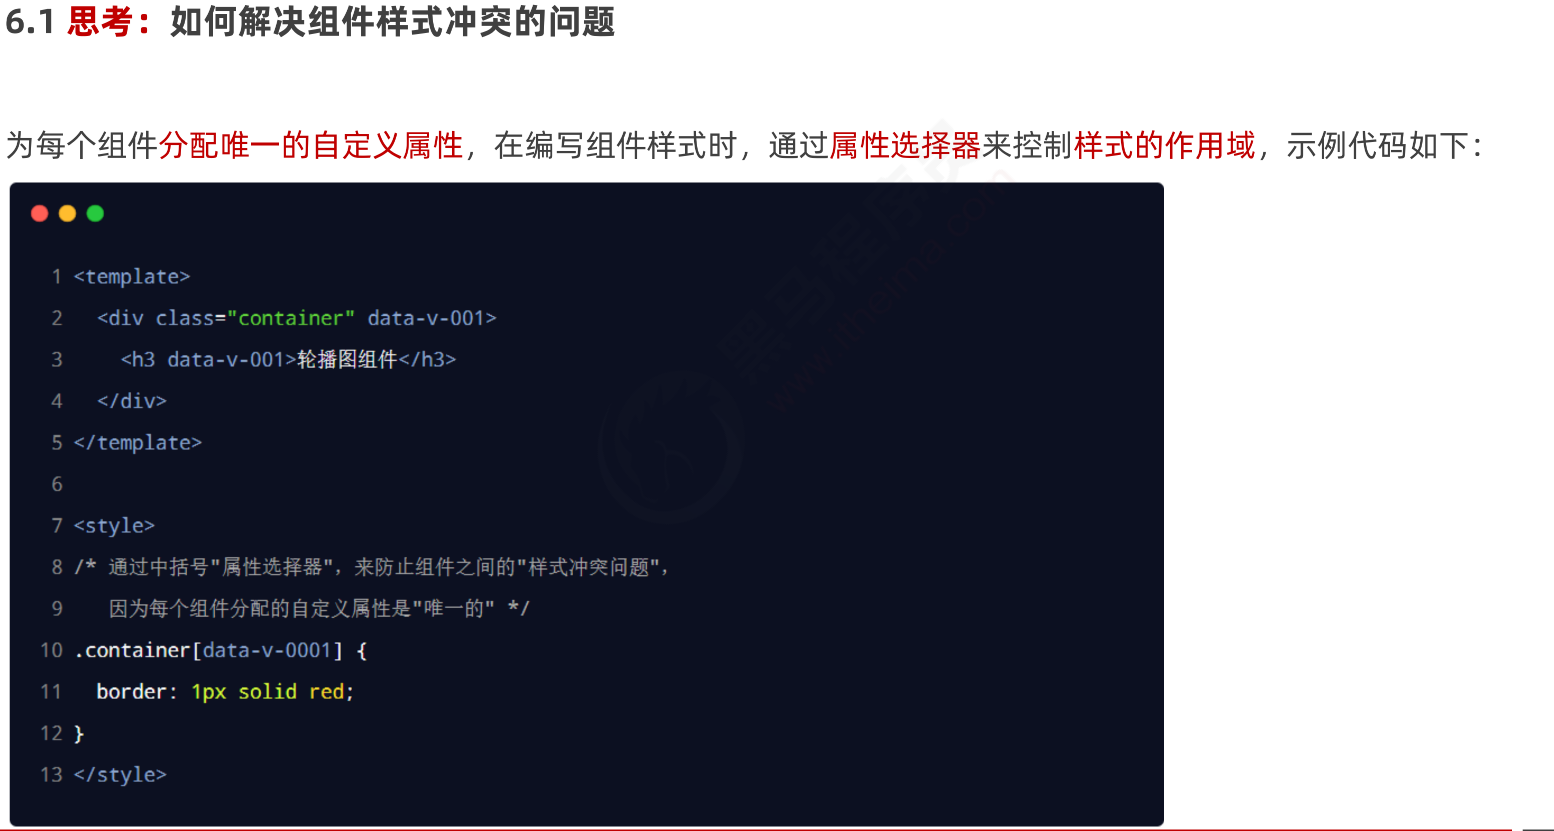 6.1 思考：如何解决组件样式冲突的问题
为每个组件分配唯一的自定义属性，在编写组件样式时，通过属性选择器来控制样式的作用域，示例代码如下：
1 <template>
2   <div class="container" data-v-001>
3     <h3 data-v-001>轮播图组件</h3>
4   </div>
5 </template>
6
7 <style>
8 /* 通过中括号"属性选择器"，来防止组件之间的"样式冲突问题"，
9    因为每个组件分配的自定义属性是"唯一的" */
10 .container[data-v-0001] {
11   border: 1px solid red;
12 }
13 </style>